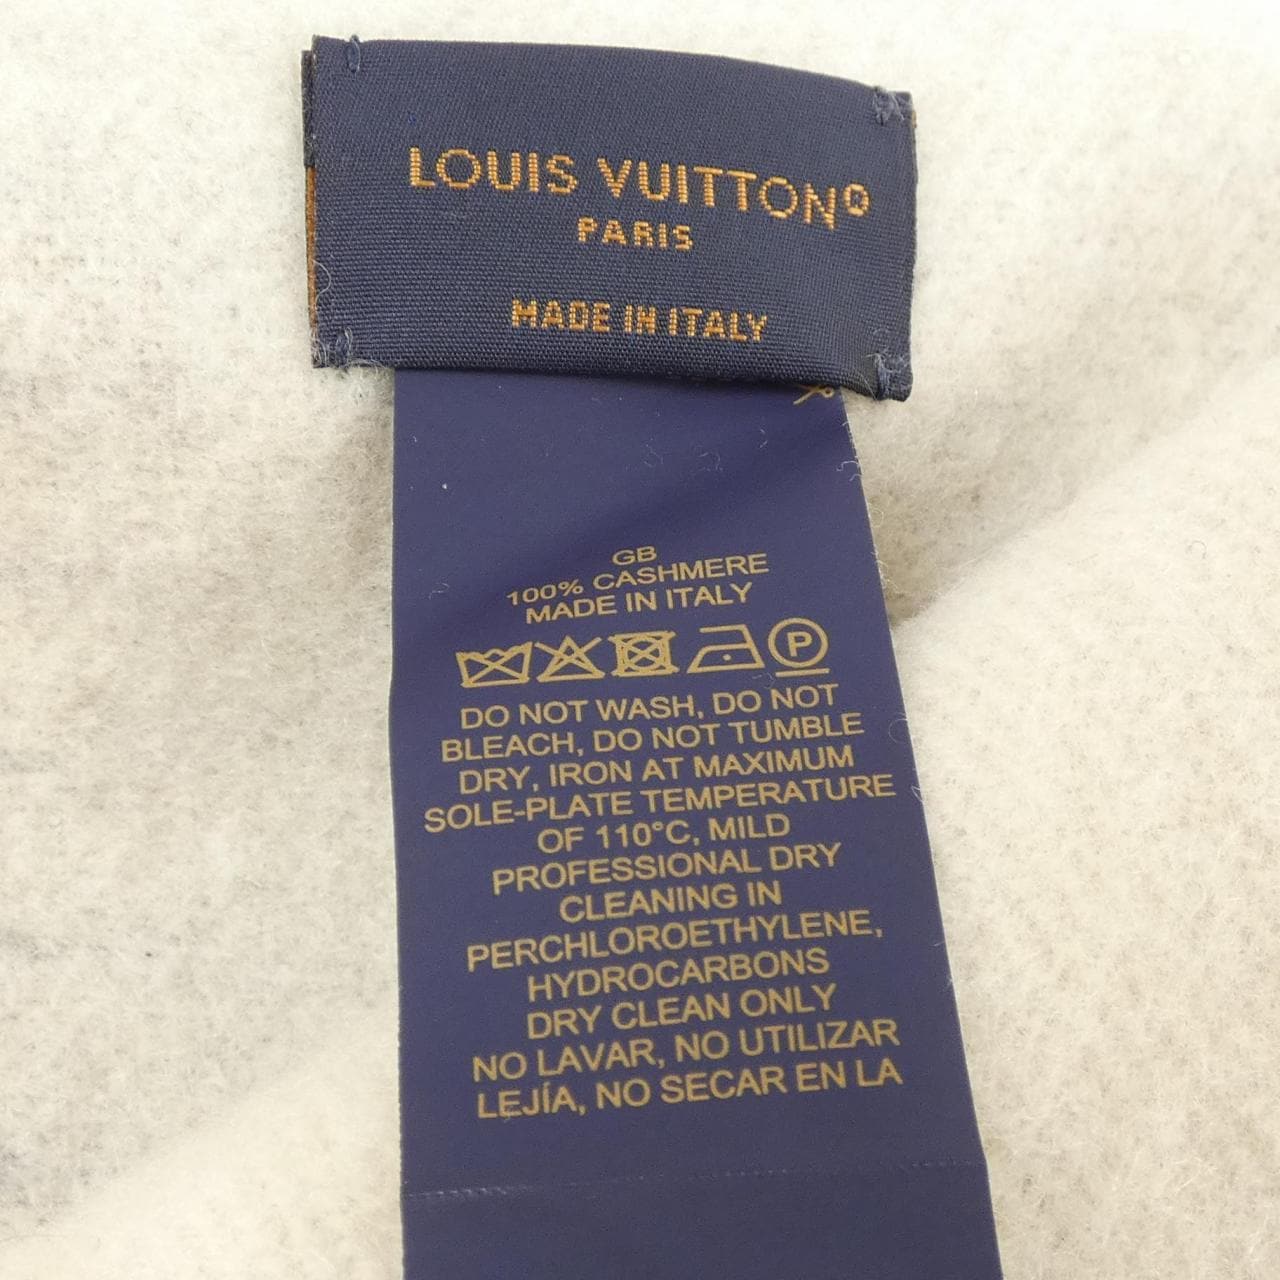 LOUIS VUITTON®
PARIS
MADE IN ITALY
GB
100% CASHMERE
MADE IN ITALY
P
DO NOT WASH, DO NOT
BLEACH, DO NOT TUMBLE
DRY, IRON AT MAXIMUM
SOLE-PLATE TEMPERATURE
OF 110°C, MILD
PROFESSIONAL DRY
CLEANING IN
PERCHLOROETHYLENE,
HYDROCARBONS
DRY CLEAN ONLY
NO LAVAR, NO UTILIZAR
LEJÍA, NO SECAR EN LA